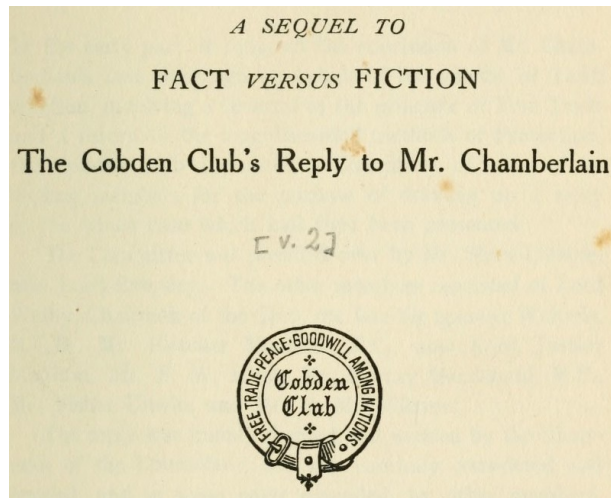 A SEQUEL TO
FACT VERSUS FICTION
The Cobden Club's Reply to Mr. Chamberlain
[v. 2]
FREE TRADE·PEACE·GOODWILL AMONG NATIONS
Cobden
Club